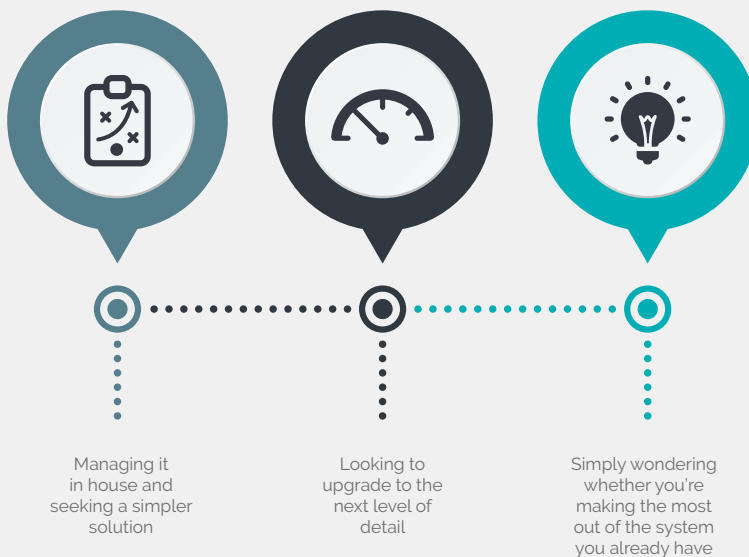 Managing it
in house and
seeking a simpler
solution
Looking to
upgrade to the
next level of
detail
Simply wondering
whether you're
making the most
out of the system
you already have